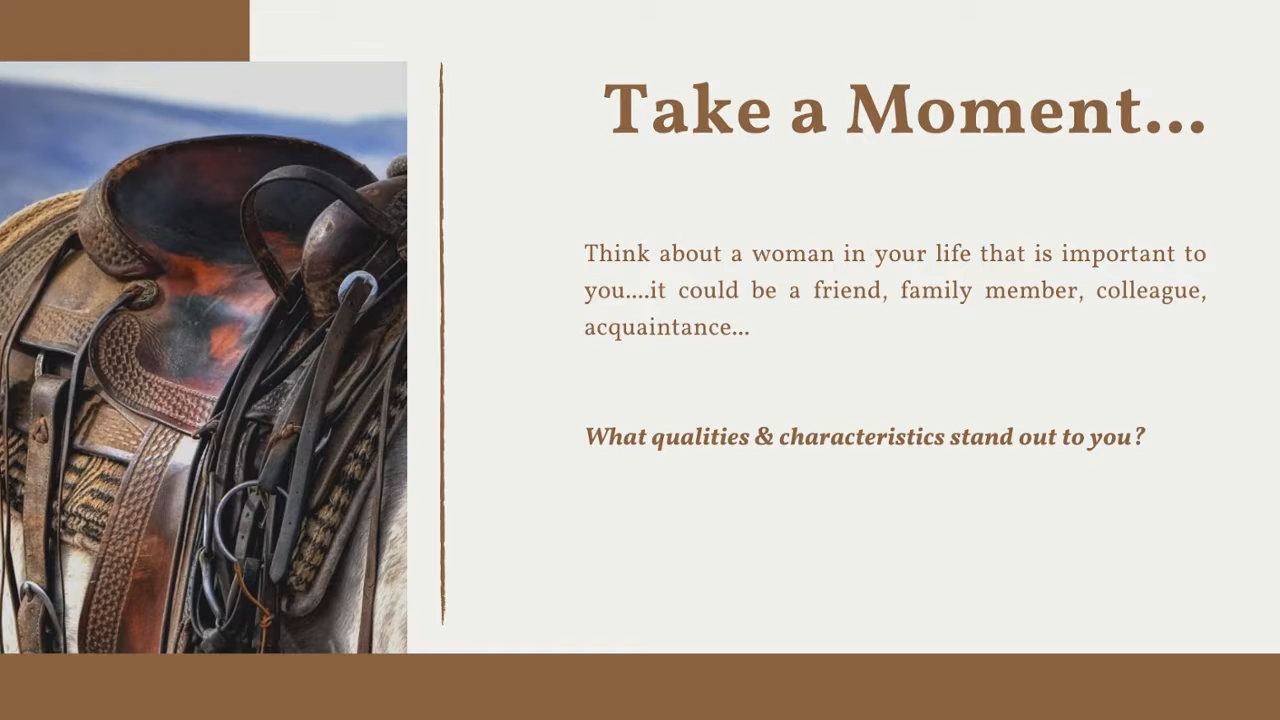 Take a Moment...
Think about a woman in your life that is important to
you....it could be a friend, family member, colleague,
acquaintance...
What qualities & characteristics stand out to you?